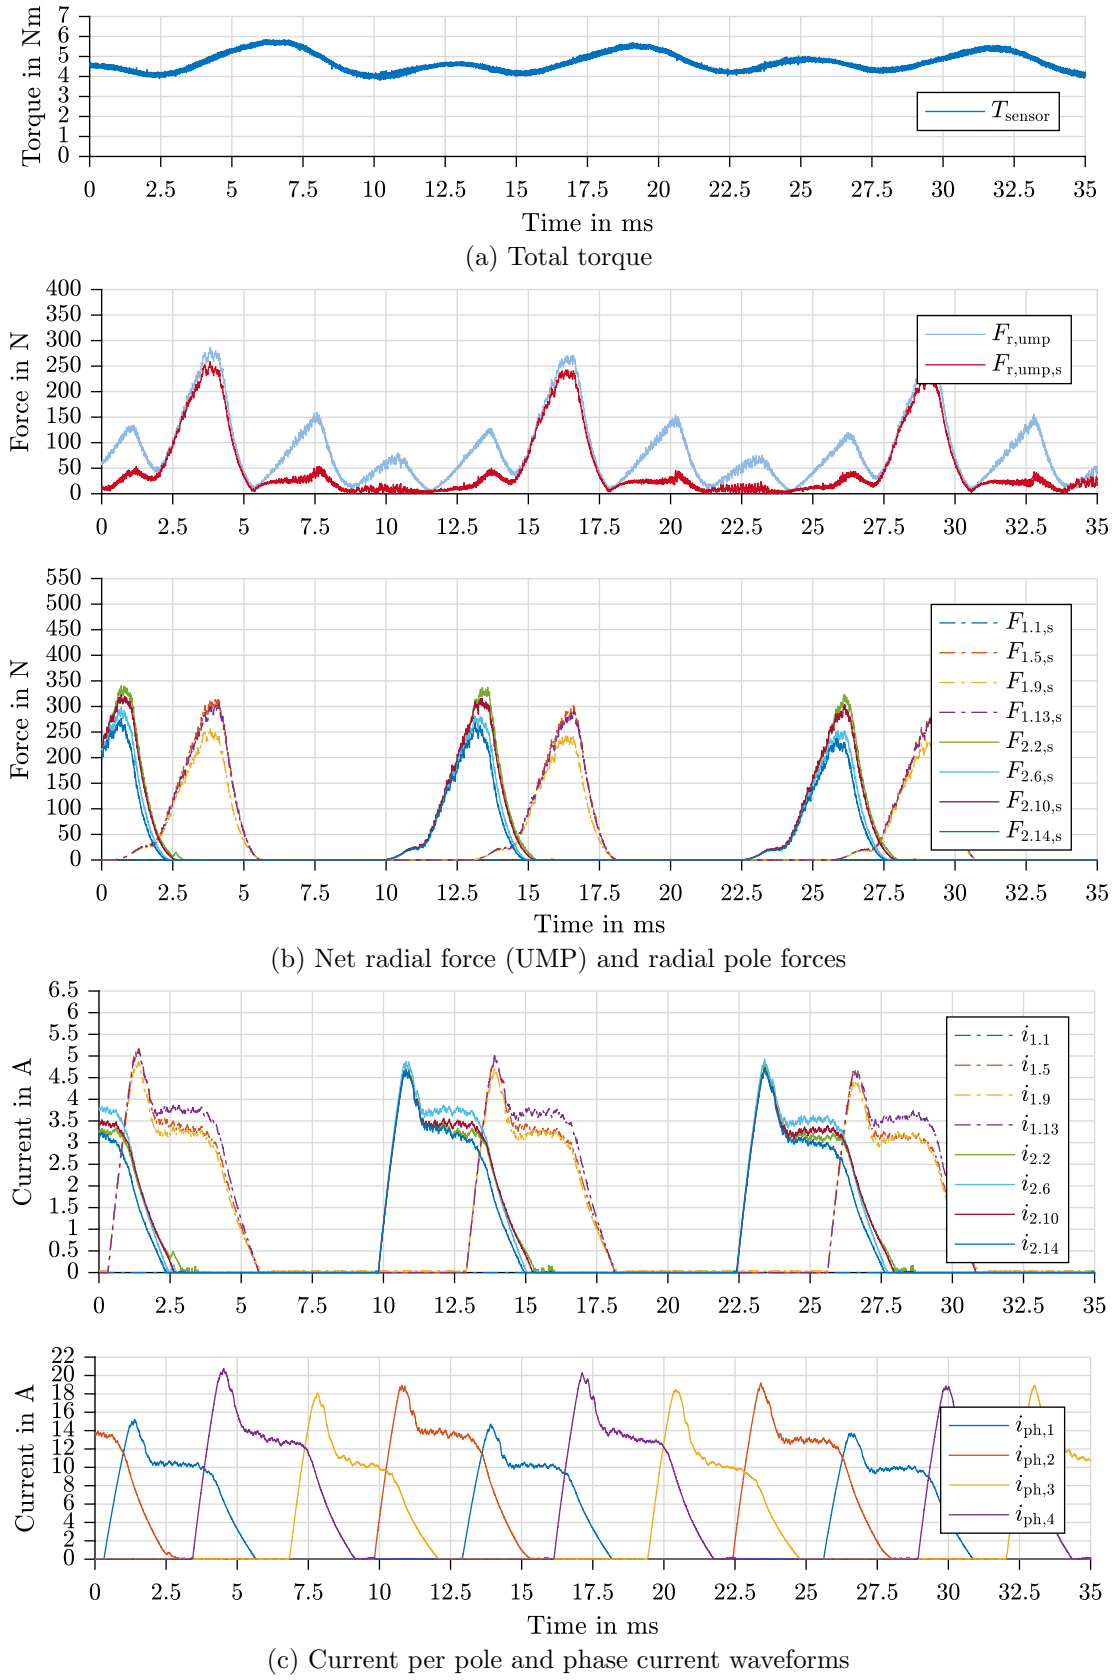 7
6
5
4
3
2
1
0
Torque in Nm
T_sensor
0 2.5 5 7.5 10 12.5 15 17.5 20 22.5 25 27.5 30 32.5 35
Time in ms
(a) Total torque
400
350
300
250
200
150
100
50
0
Force in N
F_r,ump
F_r,ump,s
0 2.5 5 7.5 10 12.5 15 17.5 20 22.5 25 27.5 30 32.5 35
550
500
450
400
350
300
250
200
150
100
50
0
Force in N
F_1.1,s
F_1.5,s
F_1.9,s
F_1.13,s
F_2.2,s
F_2.6,s
F_2.10,s
F_2.14,s
0 2.5 5 7.5 10 12.5 15 17.5 20 22.5 25 27.5 30 32.5 35
Time in ms
(b) Net radial force (UMP) and radial pole forces
6.5
6
5.5
5
4.5
4
3.5
3
2.5
2
1.5
1
0.5
0
Current in A
i_1.1
i_1.5
i_1.9
i_1.13
i_2.2
i_2.6
i_2.10
i_2.14
0 2.5 5 7.5 10 12.5 15 17.5 20 22.5 25 27.5 30 32.5 35
22
20
18
16
14
12
10
8
6
4
2
0
Current in A
i_ph,1
i_ph,2
i_ph,3
i_ph,4
0 2.5 5 7.5 10 12.5 15 17.5 20 22.5 25 27.5 30 32.5 35
Time in ms
(c) Current per pole and phase current waveforms